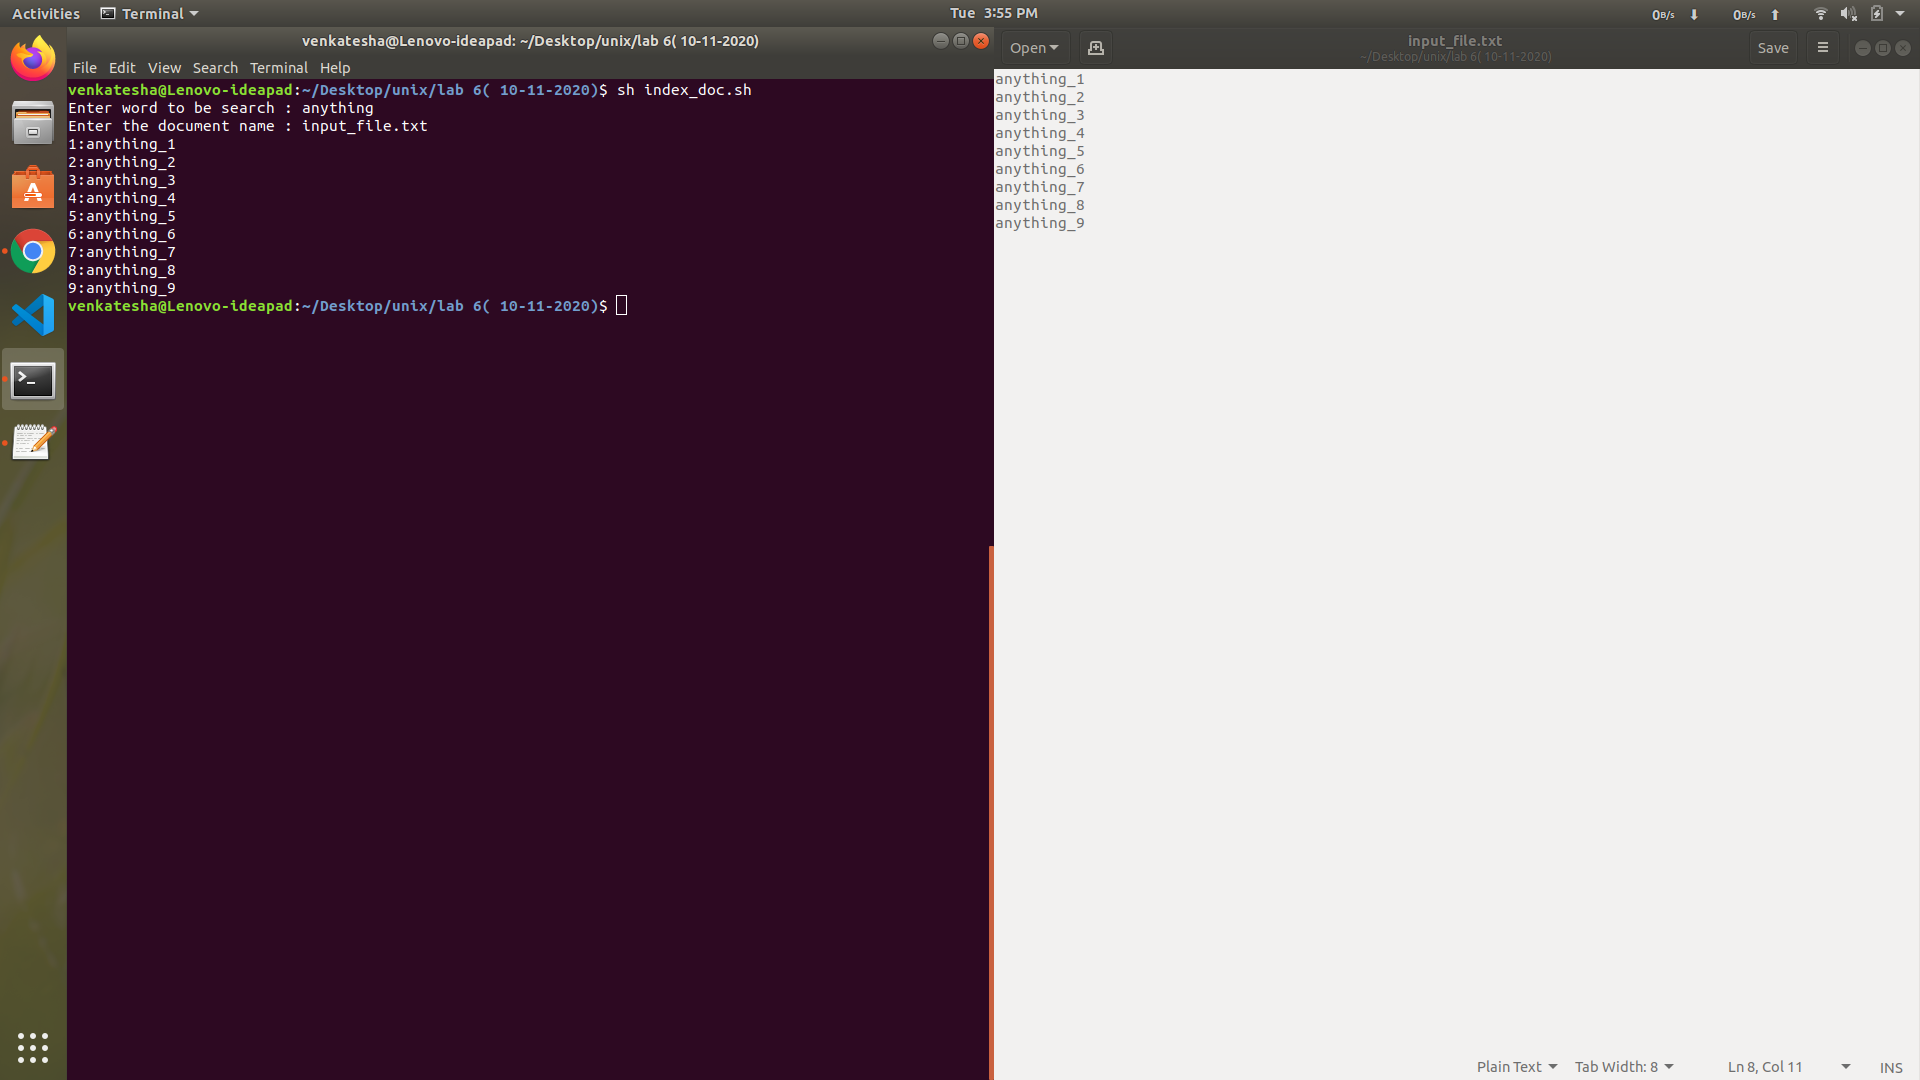 Activities Terminal Tue 3:55 PM 0B/s 0B/s
venkatesha@Lenovo-ideapad: ~/Desktop/unix/lab 6( 10-11-2020)
File Edit View Search Terminal Help
venkatesha@Lenovo-ideapad:~/Desktop/unix/lab 6( 10-11-2020)$ sh index_doc.sh
Enter word to be search : anything
Enter the document name : input_file.txt
1:anything_1
2:anything_2
3:anything_3
4:anything_4
5:anything_5
6:anything_6
7:anything_7
8:anything_8
9:anything_9
venkatesha@Lenovo-ideapad:~/Desktop/unix/lab 6( 10-11-2020)$
Open input_file.txt Save
~/Desktop/unix/lab 6( 10-11-2020)
anything_1
anything_2
anything_3
anything_4
anything_5
anything_6
anything_7
anything_8
anything_9
Plain Text Tab Width: 8 Ln 8, Col 11 INS